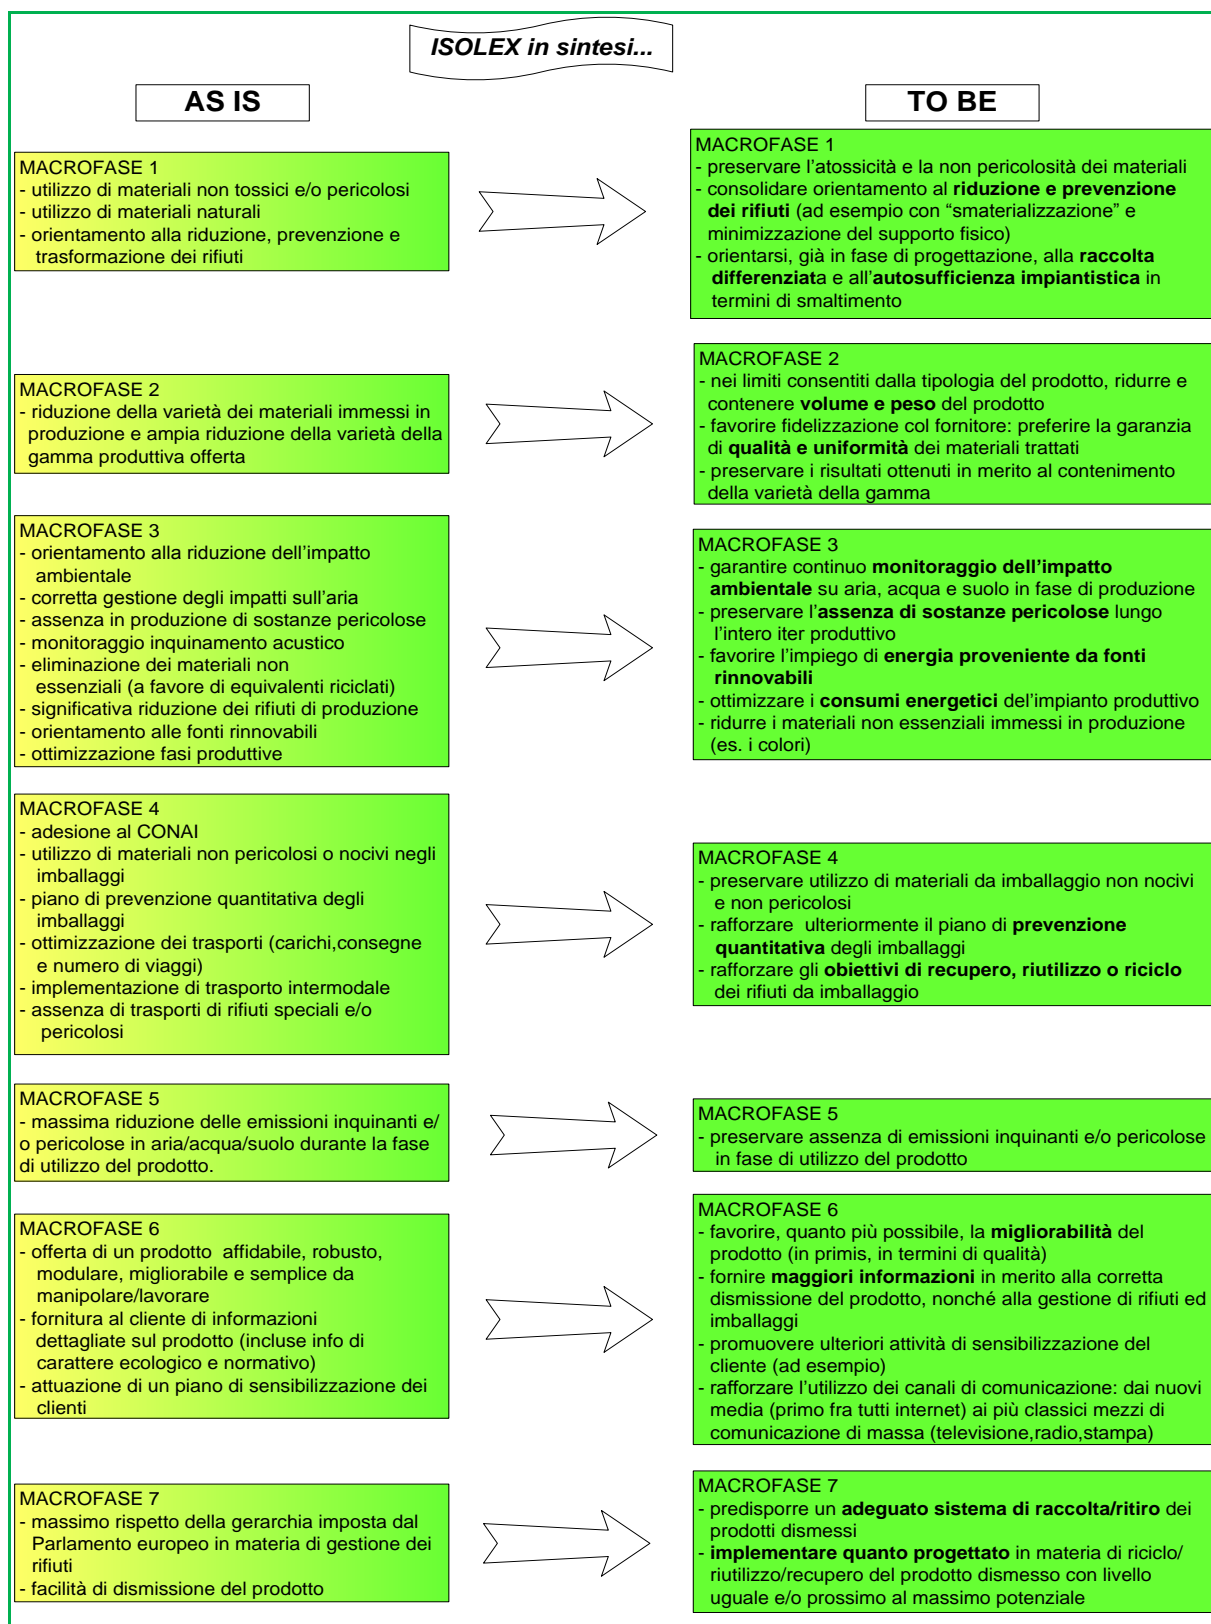 ISOLEX in sintesi...
AS IS
TO BE
MACROFASE 1
- utilizzo di materiali non tossici e/o pericolosi
- utilizzo di materiali naturali
- orientamento alla riduzione, prevenzione e
trasformazione dei rifiuti
MACROFASE 1
- preservare l'atossicità e la non pericolosità dei materiali
- consolidare orientamento al riduzione e prevenzione
dei rifiuti (ad esempio con “smaterializzazione” e
minimizzazione del supporto fisico)
- orientarsi, già in fase di progettazione, alla raccolta
differenziata e all'autosufficienza impiantistica in
termini di smaltimento
MACROFASE 2
- riduzione della varietà dei materiali immessi in
produzione e ampia riduzione della varietà della
gamma produttiva offerta
MACROFASE 2
- nei limiti consentiti dalla tipologia del prodotto, ridurre e
contenere volume e peso del prodotto
- favorire fidelizzazione col fornitore: preferire la garanzia
di qualità e uniformità dei materiali trattati
- preservare i risultati ottenuti in merito al contenimento
della varietà della gamma
MACROFASE 3
- orientamento alla riduzione dell'impatto
ambientale
- corretta gestione degli impatti sull'aria
- assenza in produzione di sostanze pericolose
- monitoraggio inquinamento acustico
- eliminazione dei materiali non
essenziali (a favore di equivalenti riciclati)
- significativa riduzione dei rifiuti di produzione
- orientamento alle fonti rinnovabili
- ottimizzazione fasi produttive
MACROFASE 3
- garantire continuo monitoraggio dell'impatto
ambientale su aria, acqua e suolo in fase di produzione
- preservare l'assenza di sostanze pericolose lungo
l'intero iter produttivo
- favorire l'impiego di energia proveniente da fonti
rinnovabili
- ottimizzare i consumi energetici del'impianto produttivo
- ridurre i materiali non essenziali immessi in produzione
(es. i colori)
MACROFASE 4
- adesione al CONAI
- utilizzo di materiali non pericolosi o nocivi negli
imballaggi
- piano di prevenzione quantitativa degli
imballaggi
- ottimizzazione dei trasporti (carichi,consegne
e numero di viaggi)
- implementazione di trasporto intermodale
- assenza di trasporti di rifiuti speciali e/o
pericolosi
MACROFASE 4
- preservare utilizzo di materiali da imballaggio non nocivi
e non pericolosi
- rafforzare ulteriormente il piano di prevenzione
quantitativa degli imballaggi
- rafforzare gli obiettivi di recupero, riutilizzo o riciclo
dei rifiuti da imballaggio
MACROFASE 5
- massima riduzione delle emissioni inquinanti e/
o pericolose in aria/acqua/suolo durante la fase
di utilizzo del prodotto.
MACROFASE 5
- preservare assenza di emissioni inquinanti e/o pericolose
in fase di utilizzo del prodotto
MACROFASE 6
- offerta di un prodotto affidabile, robusto,
modulare, migliorabile e semplice da
manipolare/lavorare
- fornitura al cliente di informazioni
dettagliate sul prodotto (incluse info di
carattere ecologico e normativo)
- attuazione di un piano di sensibilizzazione dei
clienti
MACROFASE 6
- favorire, quanto più possibile, la migliorabilità del
prodotto (in primis, in termini di qualità)
- fornire maggiori informazioni in merito alla corretta
dismissione del prodotto, nonché alla gestione di rifiuti ed
imballaggi
- promuovere ulteriori attività di sensibilizzazione del
cliente (ad esempio)
- rafforzare l'utilizzo dei canali di comunicazione: dai nuovi
media (primo fra tutti internet) ai più classici mezzi di
comunicazione di massa (televisione,radio,stampa)
MACROFASE 7
- massimo rispetto della gerarchia imposta dal
Parlamento europeo in materia di gestione dei
rifiuti
- facilità di dismissione del prodotto
MACROFASE 7
- predisporre un adeguato sistema di raccolta/ritiro dei
prodotti dismessi
- implementare quanto progettato in materia di riciclo/
riutilizzo/recupero del prodotto dismesso con livello
uguale e/o prossimo al massimo potenziale